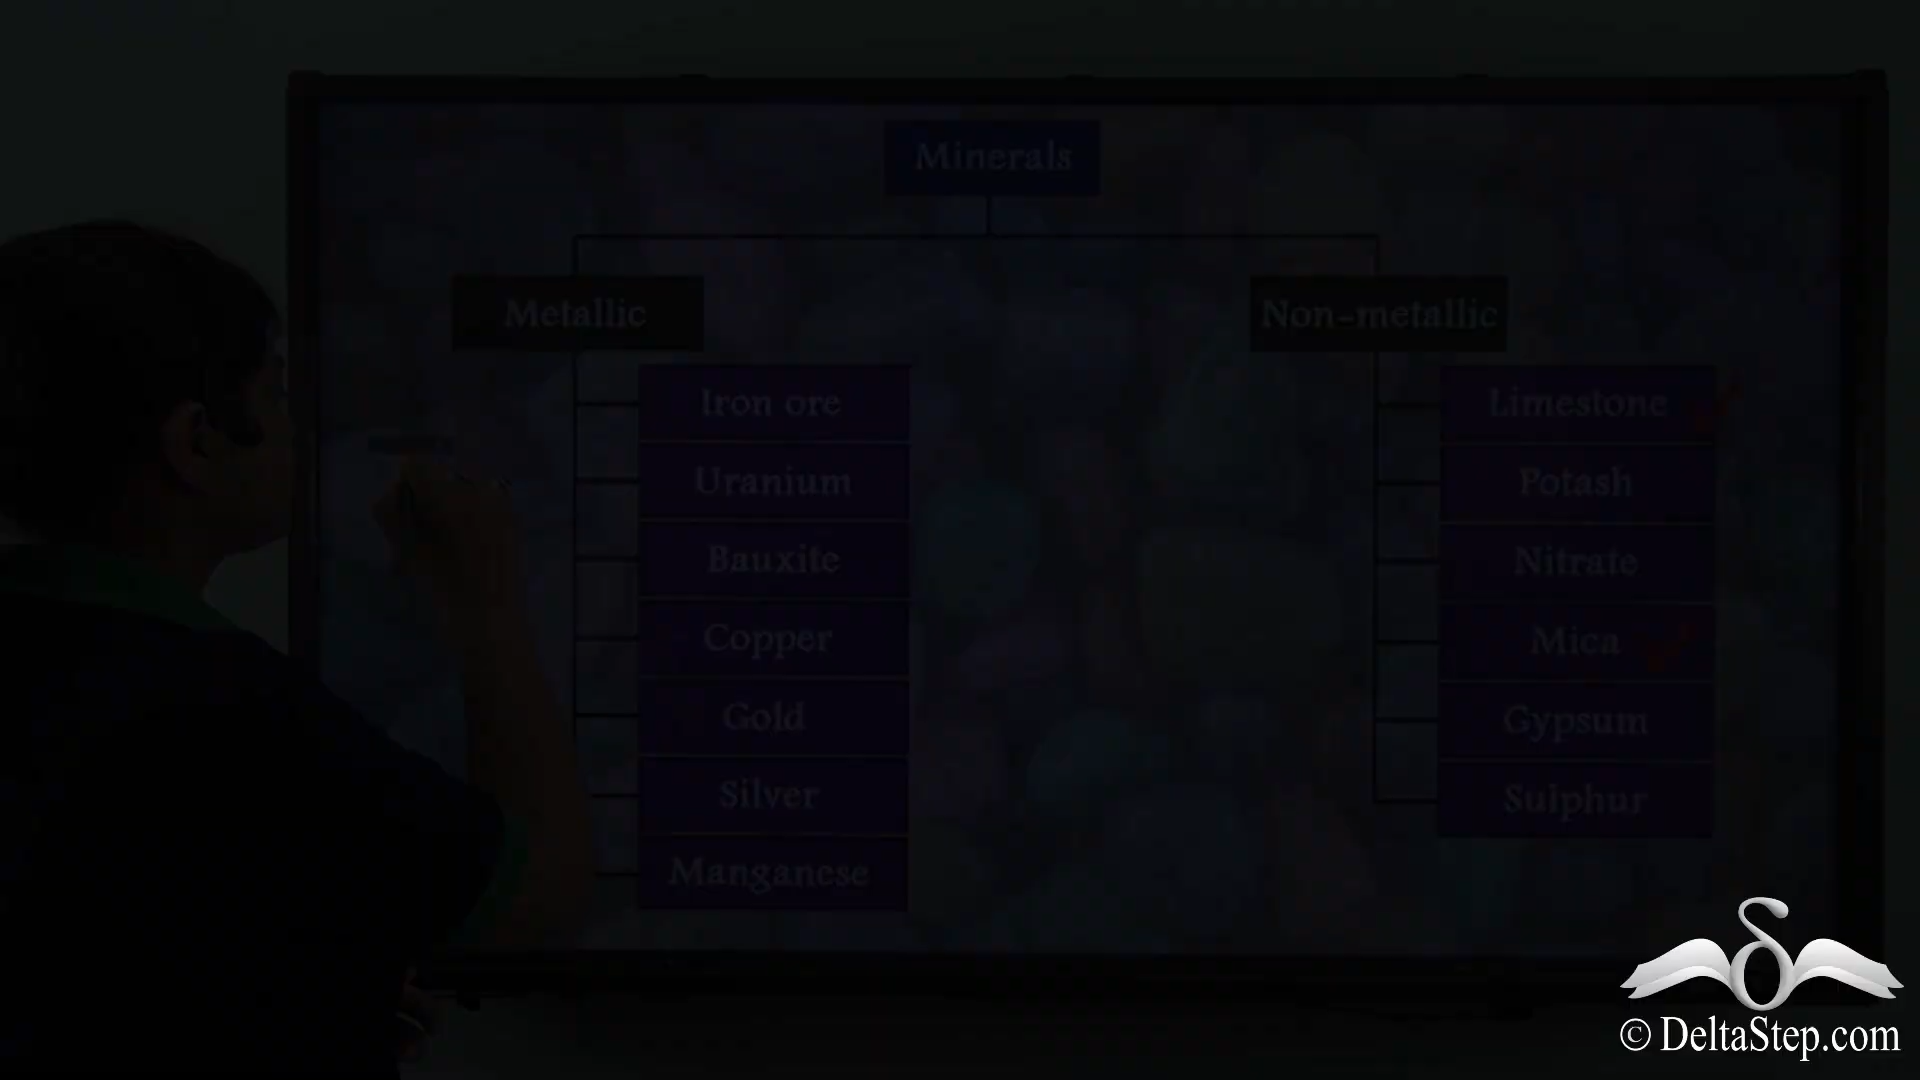 Minerals
Metallic
Non-metallic
Iron ore
Uranium
Bauxite
Copper
Gold
Silver
Manganese
Limestone
Potash
Nitrate
Mica
Gypsum
Sulphur
© DeltaStep.com